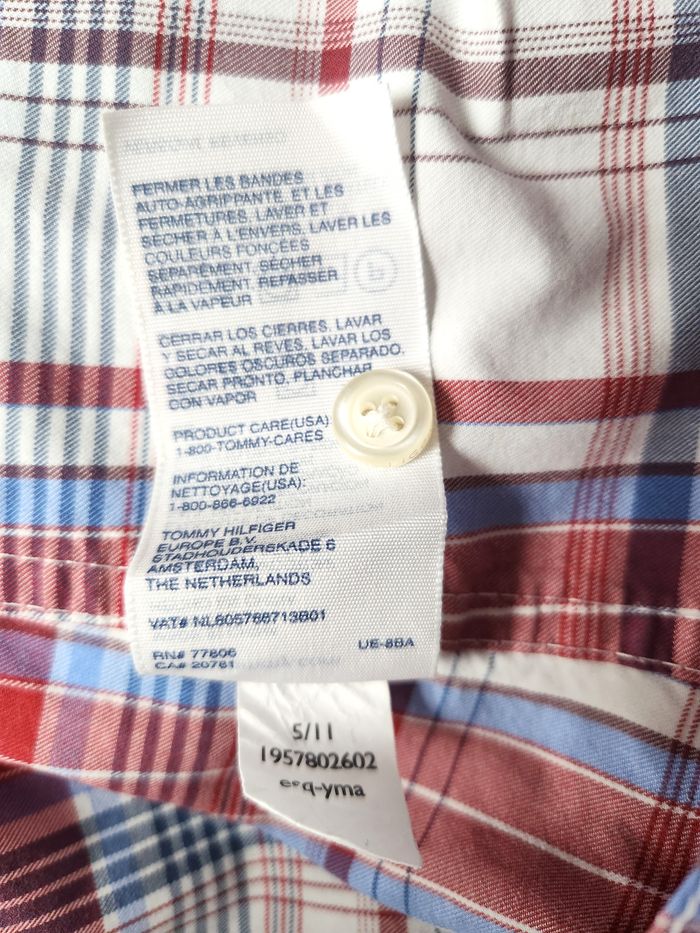 FERMER LES BANDES
AUTO-AGRIPPANTE. ET LES
FERMETURES. LAVER ET
SÉCHER À L'ENVERS. LAVER LES
COULEURS FONCÉES
SÉPARÉMENT. SÉCHER
RAPIDEMENT. REPASSER
À LA VAPEUR
CERRAR LOS CIERRES. LAVAR
Y SECAR AL REVES. LAVAR LOS
COLORES OSCUROS SEPARADO.
SECAR PRONTO. PLANCHAR
CON VAPOR
PRODUCT CARE(USA)
1-800-TOMMY-CARES
INFORMATION DE
NETTOYAGE(USA):
1-800-866-6922
TOMMY HILFIGER
EUROPE B.V.
STADHOUDERSKADE 6
AMSTERDAM,
THE NETHERLANDS
VAT# NL805766713B01
RN# 77806 UE-8BA
CA# 20761
5/11
1957802602